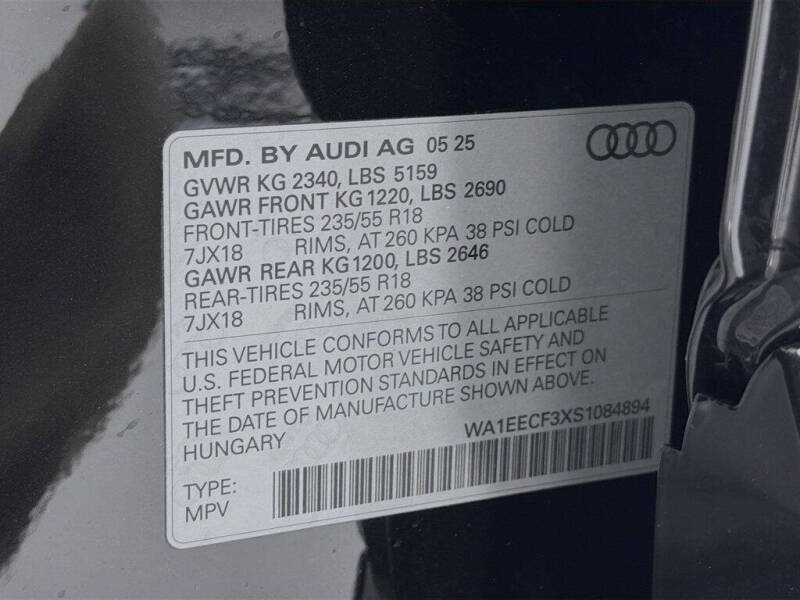 MFD. BY AUDI AG 05 25
GVWR KG 2340, LBS 5159
GAWR FRONT KG 1220, LBS 2690
FRONT-TIRES 235/55 R18
7JX18 RIMS, AT 260 KPA 38 PSI COLD
GAWR REAR KG 1200, LBS 2646
REAR-TIRES 235/55 R18
7JX18 RIMS, AT 260 KPA 38 PSI COLD
THIS VEHICLE CONFORMS TO ALL APPLICABLE
U.S. FEDERAL MOTOR VEHICLE SAFETY AND
THEFT PREVENTION STANDARDS IN EFFECT ON
THE DATE OF MANUFACTURE SHOWN ABOVE.
HUNGARY WA1EECF3XS1084894
TYPE:
MPV